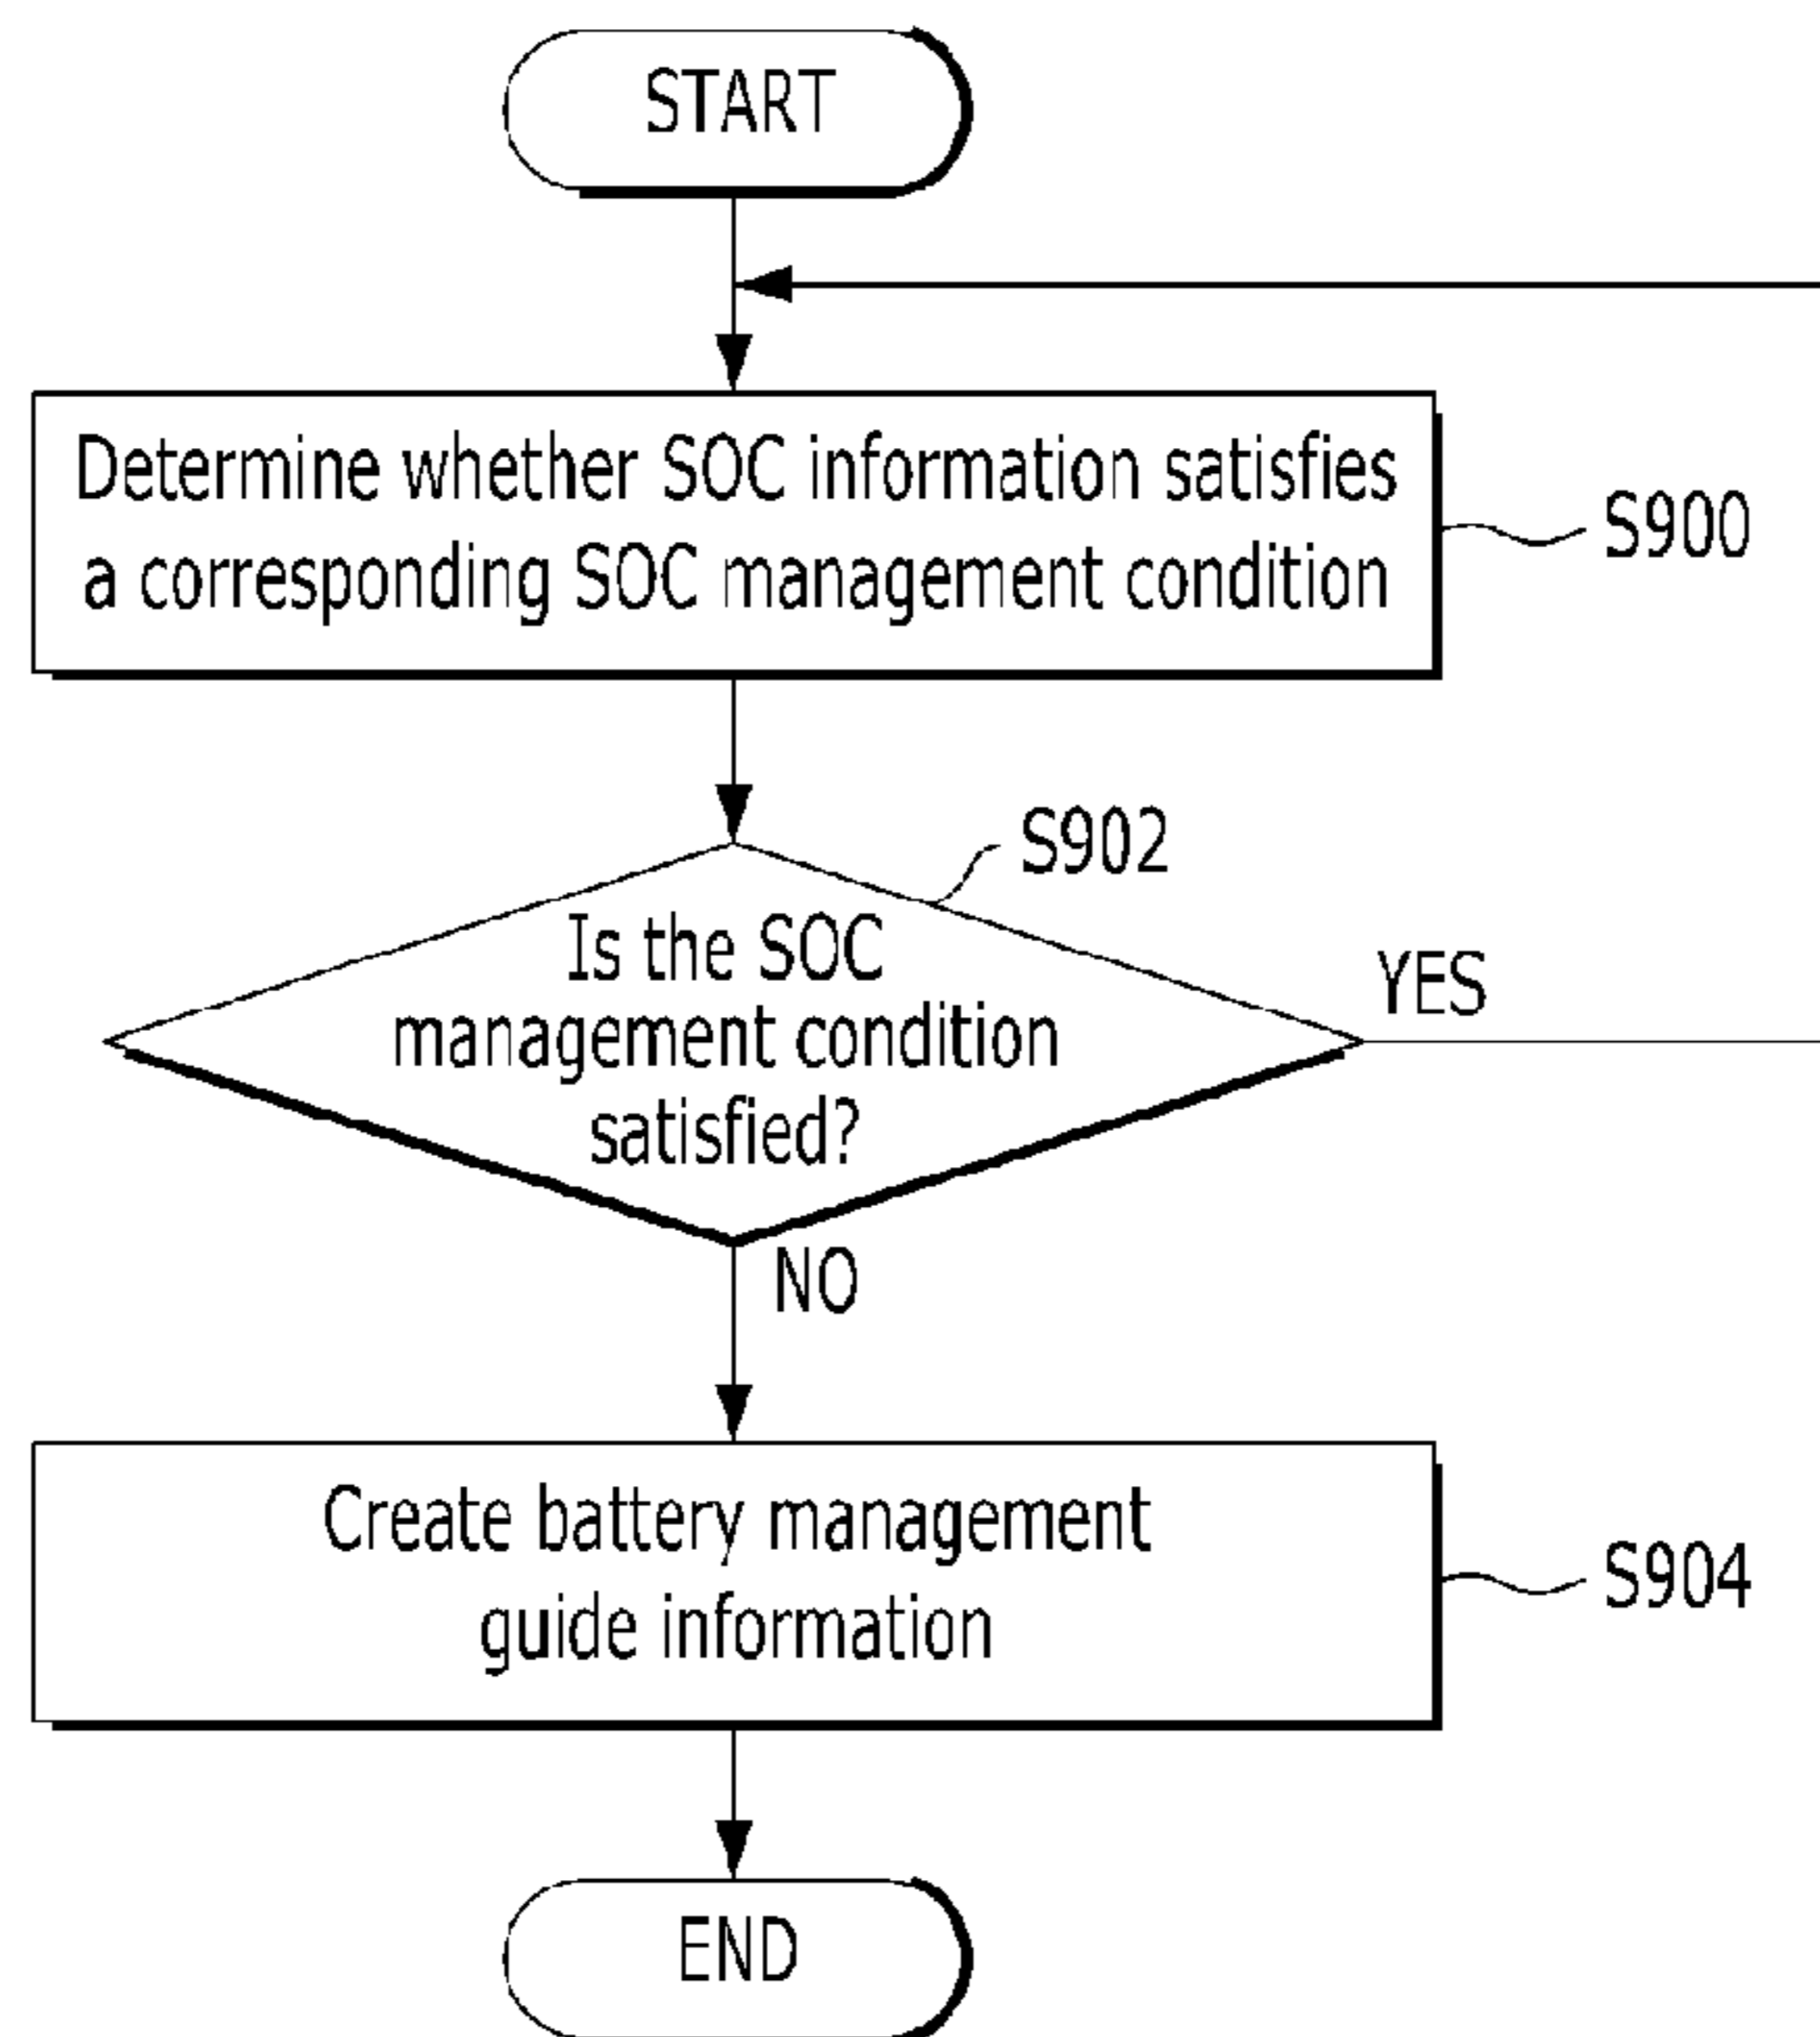 START
Determine whether SOC information satisfies
a corresponding SOC management condition
S900
S902
Is the SOC
management condition
satisfied?
YES
NO
Create battery management
guide information
S904
END